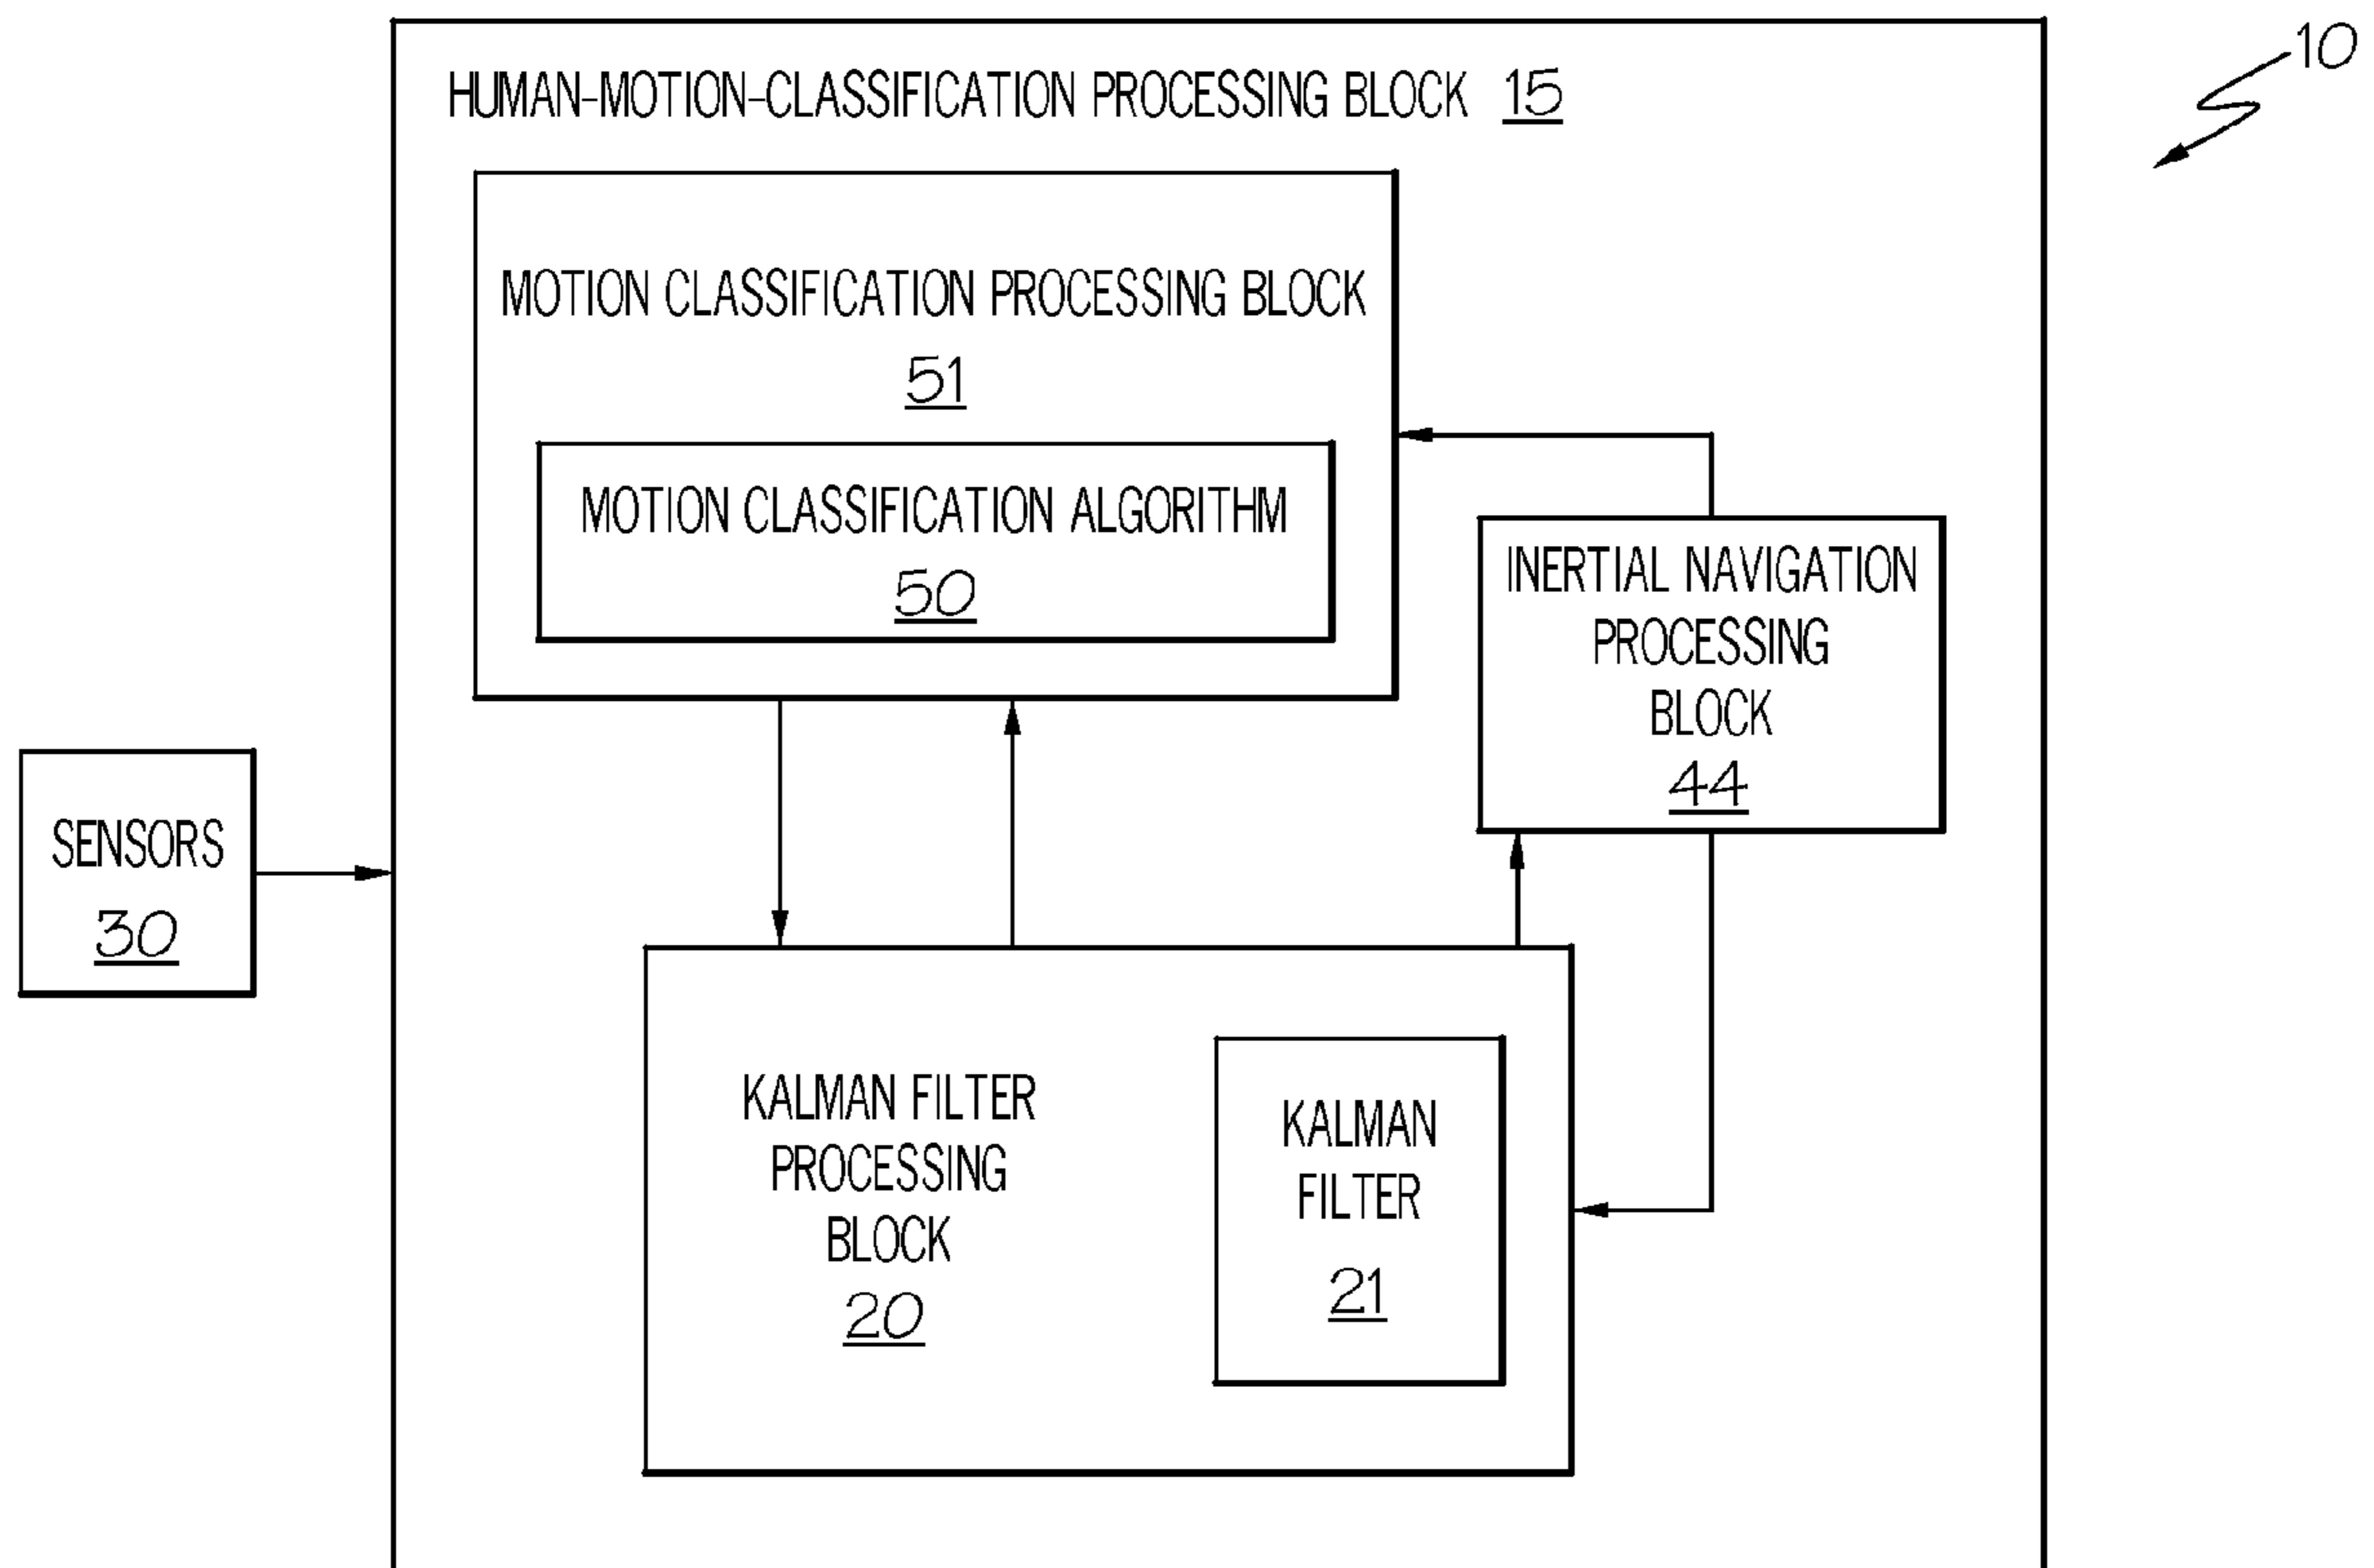 10
HUMAN-MOTION-CLASSIFICATION PROCESSING BLOCK 15
MOTION CLASSIFICATION PROCESSING BLOCK
51
MOTION CLASSIFICATION ALGORITHM
50
INERTIAL NAVIGATION
PROCESSING
BLOCK
44
SENSORS
30
KALMAN FILTER
PROCESSING
BLOCK
20
KALMAN
FILTER
21